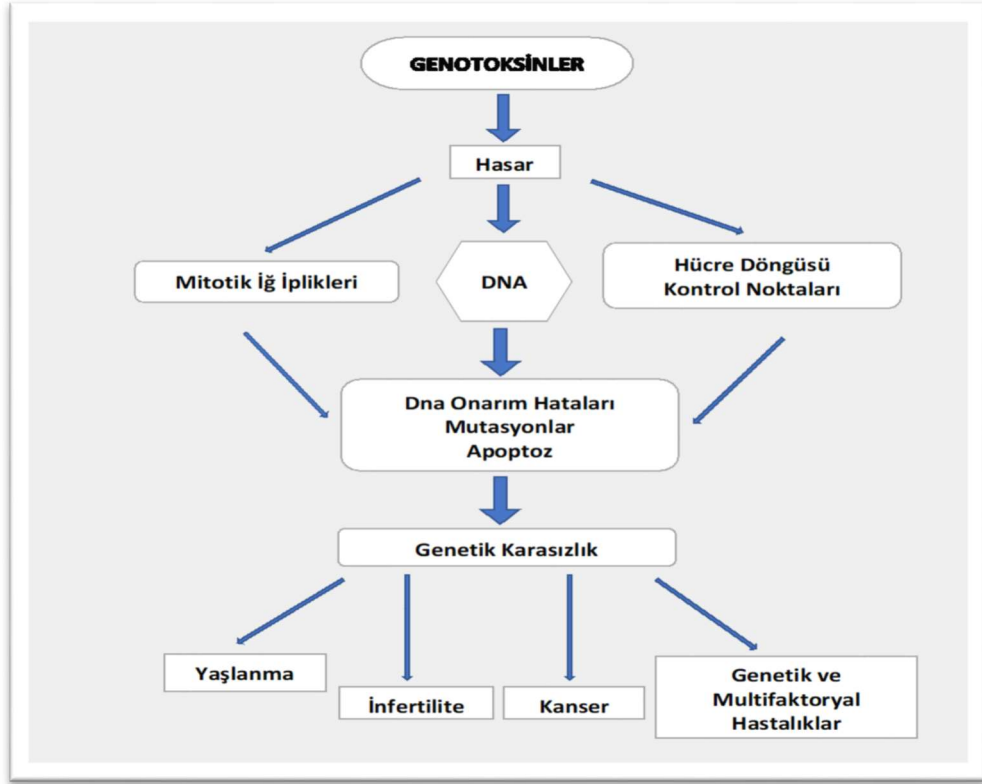 GENOTOKSİNLER
Hasar
Mitotik İğ İplikleri
DNA
Hücre Döngüsü
Kontrol Noktaları
Dna Onarım Hataları
Mutasyonlar
Apoptoz
Genetik Karasızlık
Yaşlanma
İnfertilite
Kanser
Genetik ve
Multifaktoryal
Hastalıklar